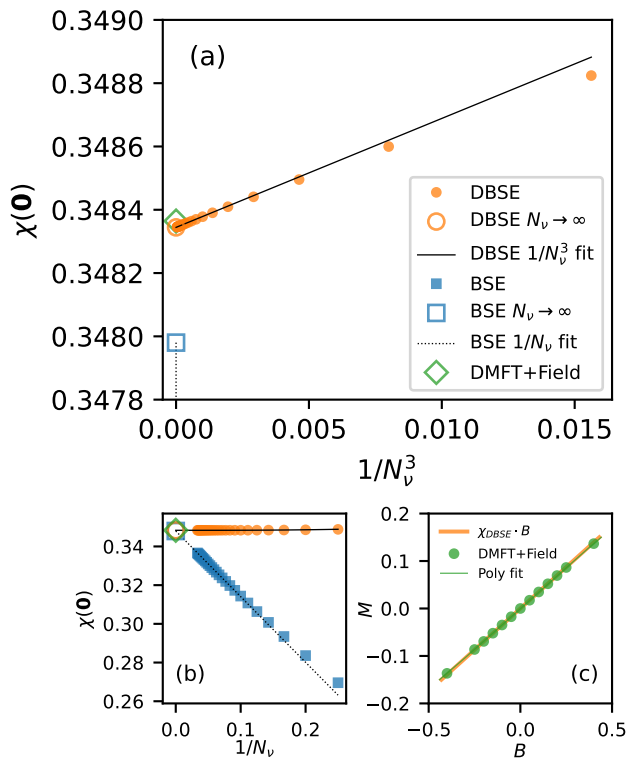 (a)
0.3490
0.3488
0.3486
0.3484
0.3482
0.3480
0.3478
χ(𝟎)
DBSE
DBSE N_ν → ∞
DBSE 1/N_ν^3 fit
BSE
BSE N_ν → ∞
BSE 1/N_ν fit
DMFT+Field
0.000 0.005 0.010 0.015
1/N_ν^3
(b)
0.34
0.32
0.30
0.28
0.26
χ(𝟎)
0.0 0.1 0.2
1/N_ν
(c)
χ_DBSE · B
DMFT+Field
Poly fit
0.2
0.1
0.0
−0.1
−0.2
M
−0.5 0.0 0.5
B